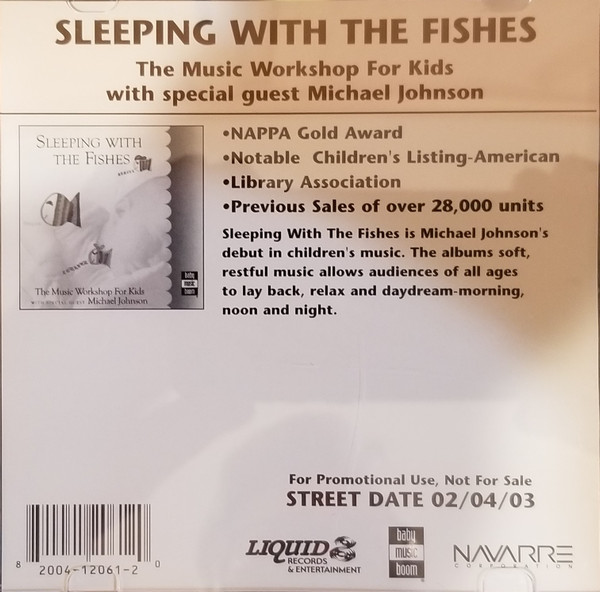 SLEEPING WITH THE FISHES
The Music Workshop For Kids
with special guest Michael Johnson
SLEEPING WITH
THE FISHES
The Music Workshop For Kids
WITH SPECIAL GUEST Michael Johnson
baby
music
boom
•NAPPA Gold Award
•Notable Children's Listing-American
•Library Association
•Previous Sales of over 28,000 units
Sleeping With The Fishes is Michael Johnson's
debut in children's music. The albums soft,
restful music allows audiences of all ages
to lay back, relax and daydream-morning,
noon and night.
For Promotional Use, Not For Sale
STREET DATE 02/04/03
8 2004-12061-2 0
LIQUID 8
RECORDS
& ENTERTAINMENT
baby
music
boom
NAVARRE
CORPORATION